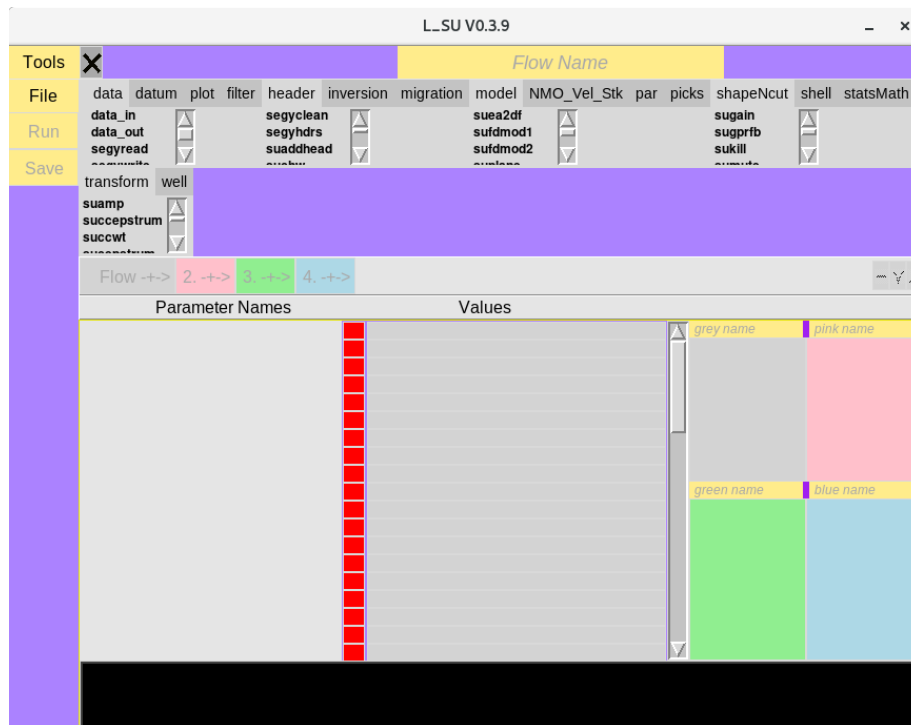 L_SU V0.3.9
Tools
Flow Name
File
data datum plot filter header inversion migration model NMO_Vel_Stk par picks shapeNcut shell statsMath
data_in segyclean suea2df sugain
Run
data_out segyhdrs sufdmod1 sugprfb
segyread suaddhead sufdmod2 sukill
Save
transform well
suamp
succepstrum
succwt
Flow -+-> 2. -+-> 3. -+-> 4. -+->
Parameter Names Values
grey name pink name
green name blue name